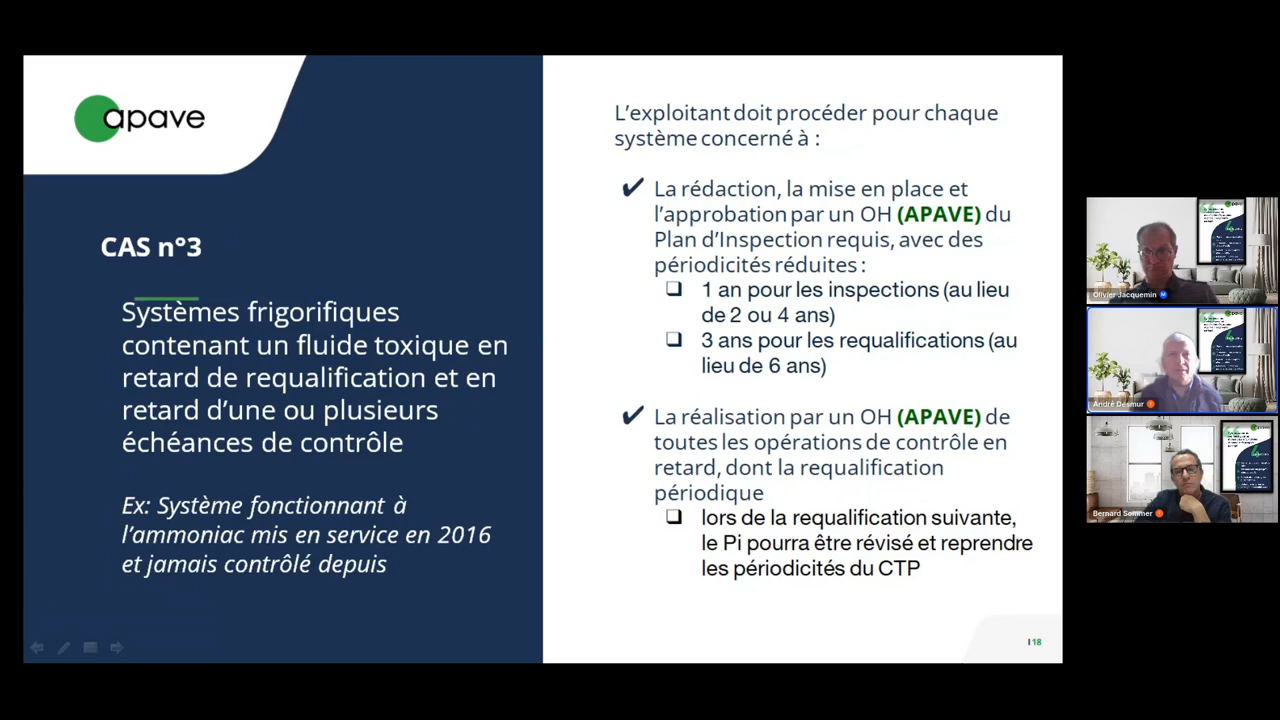 apave
CAS n°3
Systèmes frigorifiques
contenant un fluide toxique en
retard de requalification et en
retard d'une ou plusieurs
échéances de contrôle
Ex: Système fonctionnant à
l'ammoniac mis en service en 2016
et jamais contrôlé depuis
L'exploitant doit procéder pour chaque
système concerné à :
✔ La rédaction, la mise en place et
l'approbation par un OH (APAVE) du
Plan d'Inspection requis, avec des
périodicités réduites :
❑ 1 an pour les inspections (au lieu
de 2 ou 4 ans)
❑ 3 ans pour les requalifications (au
lieu de 6 ans)
✔ La réalisation par un OH (APAVE) de
toutes les opérations de contrôle en
retard, dont la requalification
périodique
❑ lors de la requalification suivante,
le Pi pourra être révisé et reprendre
les périodicités du CTP
I 18
Olivier Jacquemin
André Desmur
Bernard Sommer